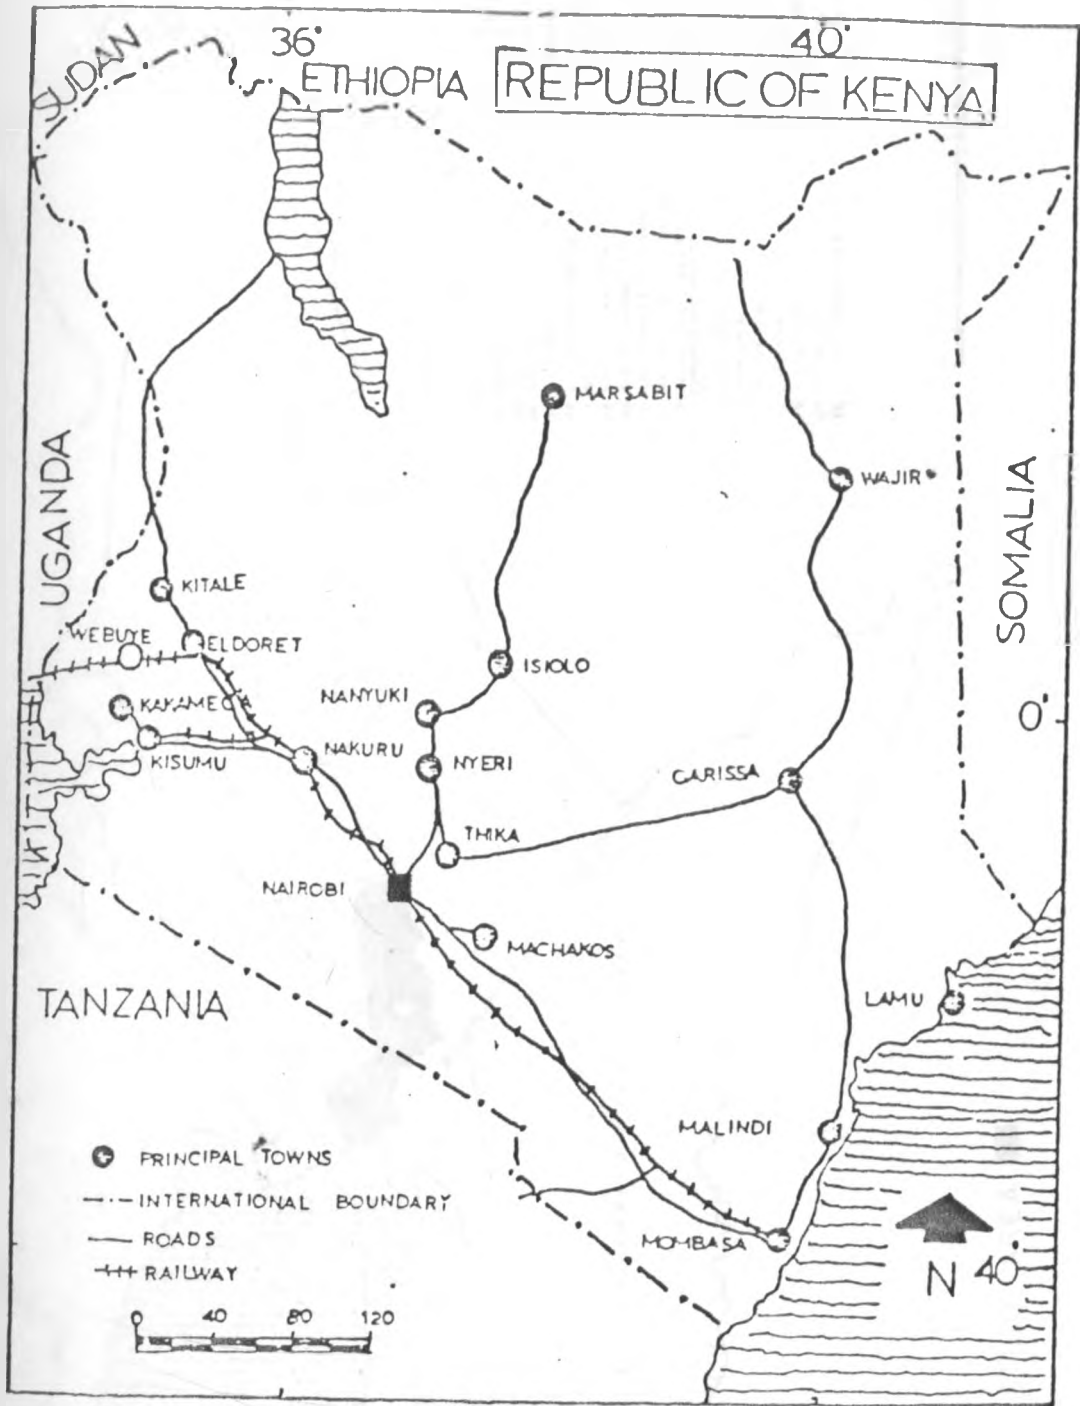 36°
40°
SUDAN
ETHIOPIA
REPUBLIC OF KENYA
MARSABIT
WAJIR
UGANDA
SOMALIA
KITALE
WEBUYE
ELDORET
ISIOLO
NANYUKI
KAKAMEGA
0°
KISUMU
NAKURU
NYERI
GARISSA
THIKA
NAIROBI
MACHAKOS
TANZANIA
LAMU
MALINDI
PRINCIPAL TOWNS
INTERNATIONAL BOUNDARY
ROADS
MOMBASA
RAILWAY
N
40°
0 40 80 120